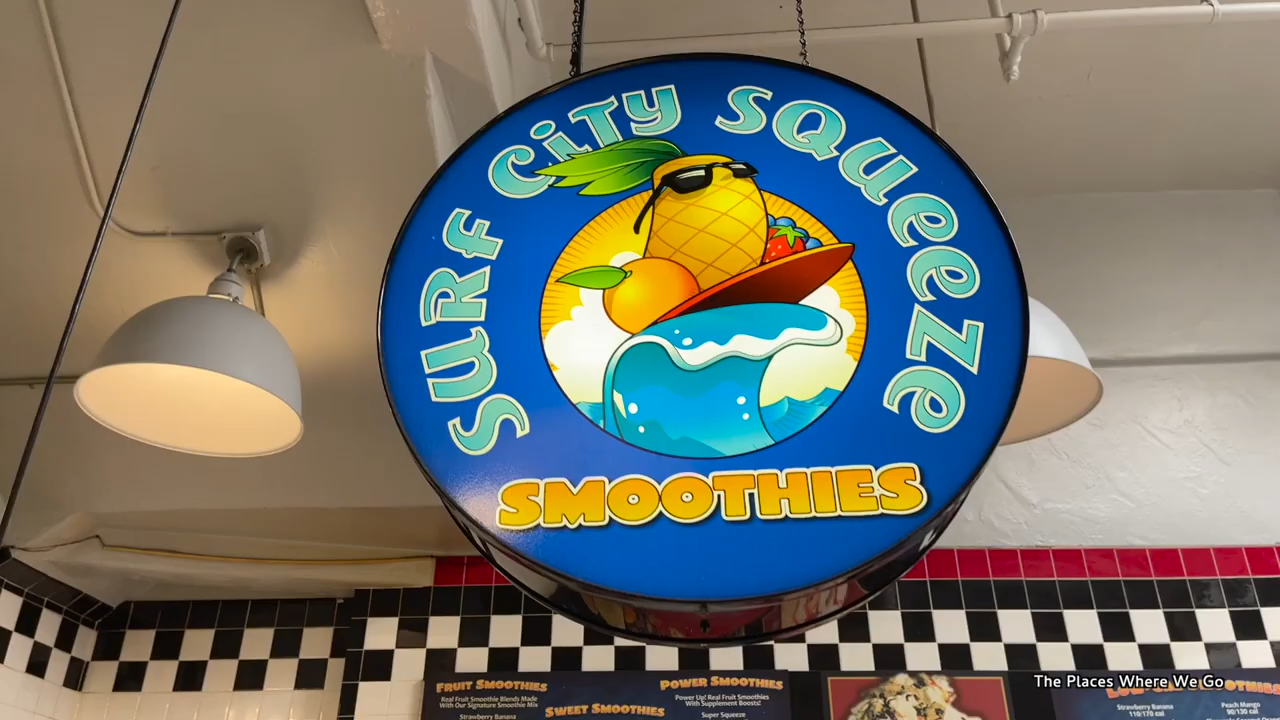 SURF CITY SQUEEZE
SMOOTHIES
FRUIT SMOOTHIES
Real Fruit Smoothie Blends Made
With Our Signature Smoothie Mix
Strawberry Banana
SWEET SMOOTHIES
POWER SMOOTHIES
Power Up! Real Fruit Smoothies
With Supplement Boosts!
Super Squeeze
SMOOTHIES
Strawberry Banana
110/170 cal
Peach Mango
90/130 cal
The Places Where We Go